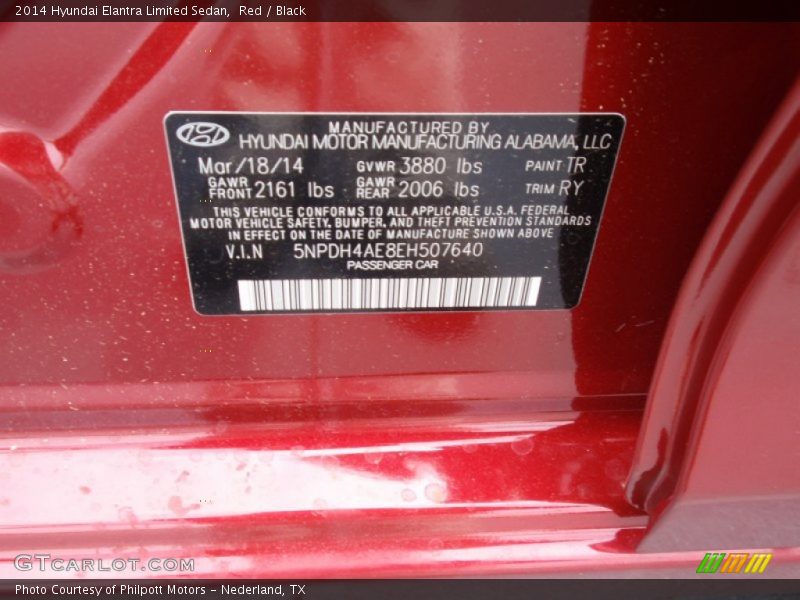 2014 Hyundai Elantra Limited Sedan, Red / Black
MANUFACTURED BY
HYUNDAI MOTOR MANUFACTURING ALABAMA, LLC
Mar/18/14 GVWR 3880 lbs PAINT TR
GAWR FRONT 2161 lbs GAWR REAR 2006 lbs TRIM RY
THIS VEHICLE CONFORMS TO ALL APPLICABLE U.S.A. FEDERAL
MOTOR VEHICLE SAFETY, BUMPER, AND THEFT PREVENTION STANDARDS
IN EFFECT ON THE DATE OF MANUFACTURE SHOWN ABOVE
V.I.N 5NPDH4AE8EH507640
PASSENGER CAR
GTCARLOT.COM
Photo Courtesy of Philpott Motors - Nederland, TX